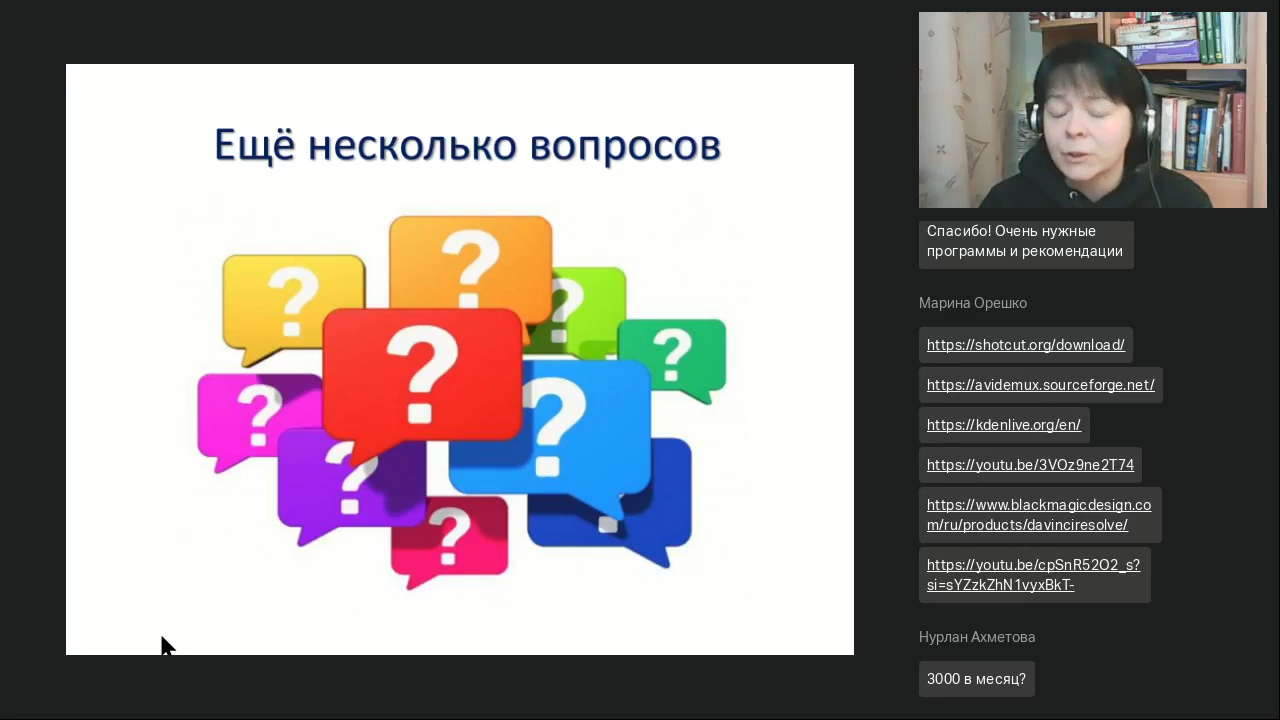 Ещё несколько вопросов
?
?
?
?
?
?
?
?
?
?
Спасибо! Очень нужные
программы и рекомендации
Марина Орешко
https://shotcut.org/download/
https://avidemux.sourceforge.net/
https://kdenlive.org/en/
https://youtu.be/3VOz9ne2T74
https://www.blackmagicdesign.co
m/ru/products/davinciresolve/
https://youtu.be/cpSnR52O2_s?
si=sYZzkZhN1vyxBkT-
Нурлан Ахметова
3000 в месяц?